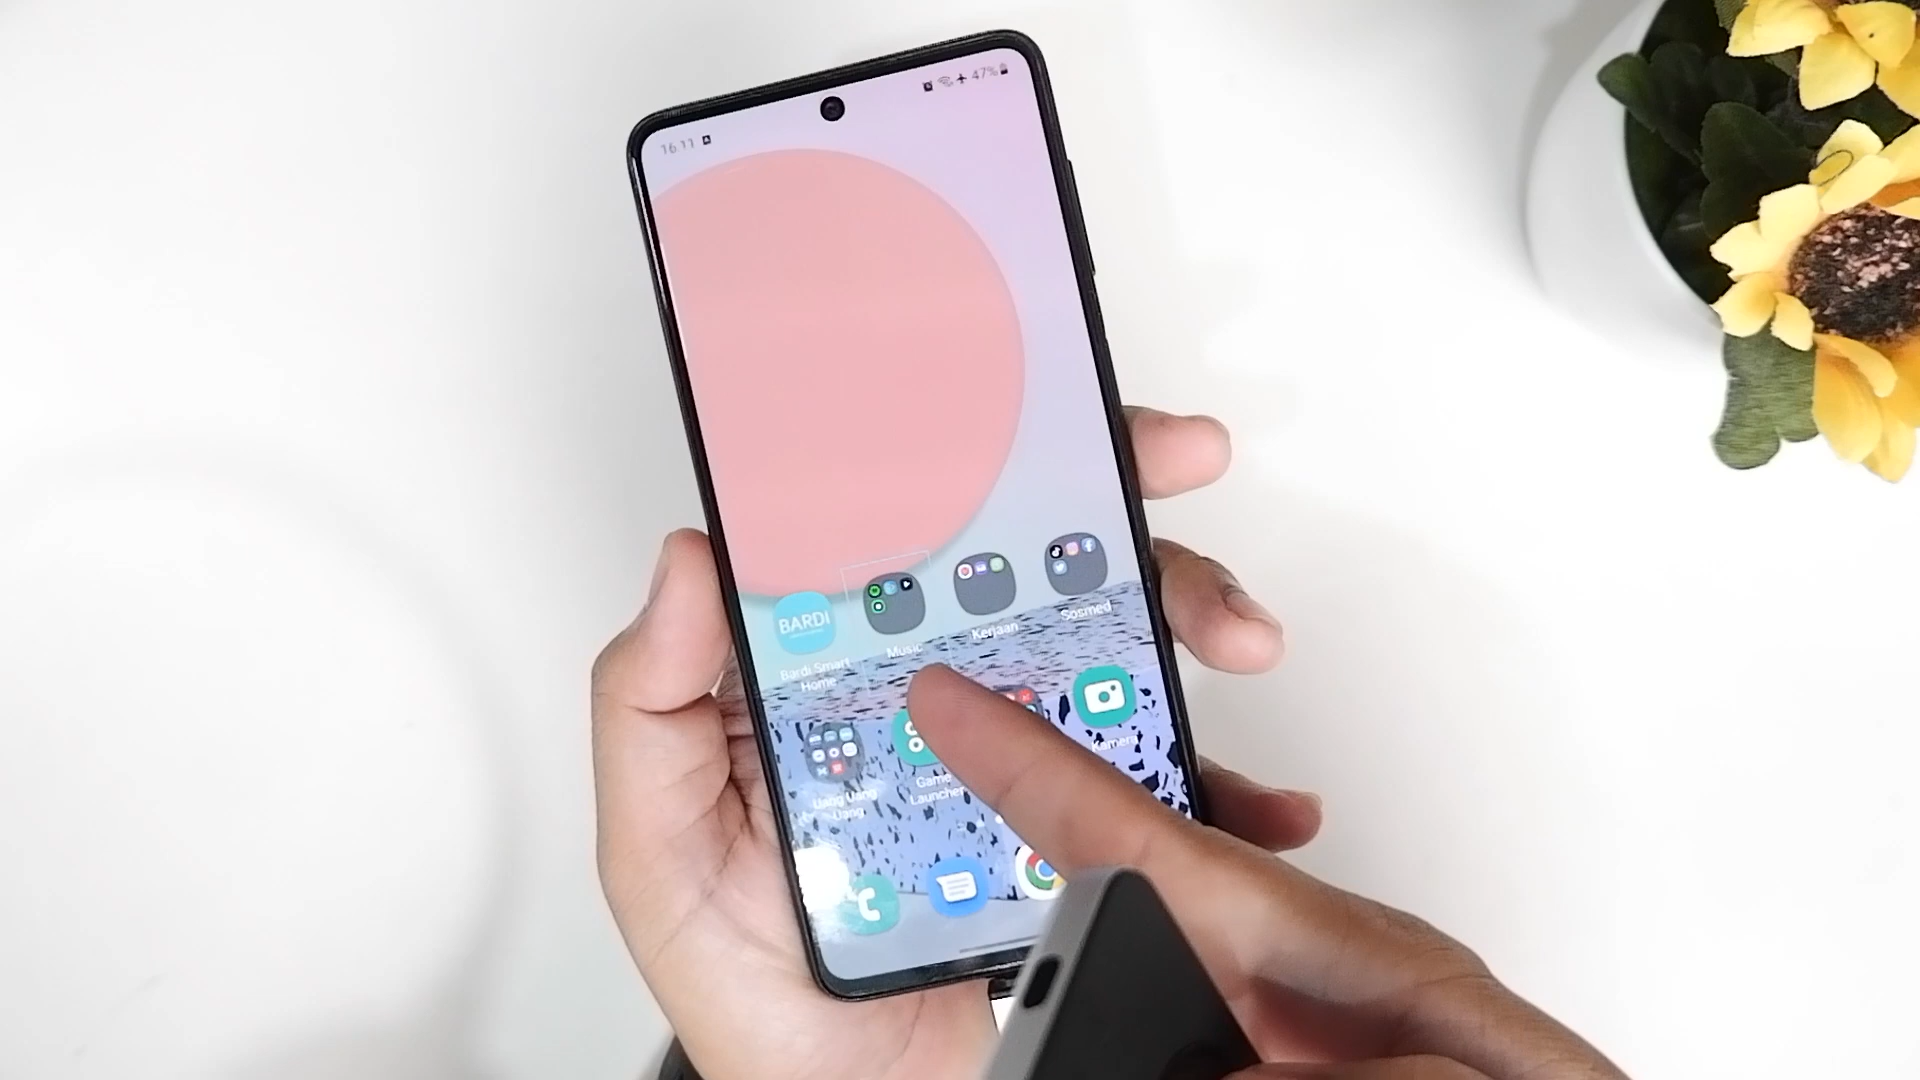 16.11
47%
BARDI
Bardi Smart
Home
Music
Kerjaan
Sosmed
Uang Uang
Uang
Game
Launcher
Kamera